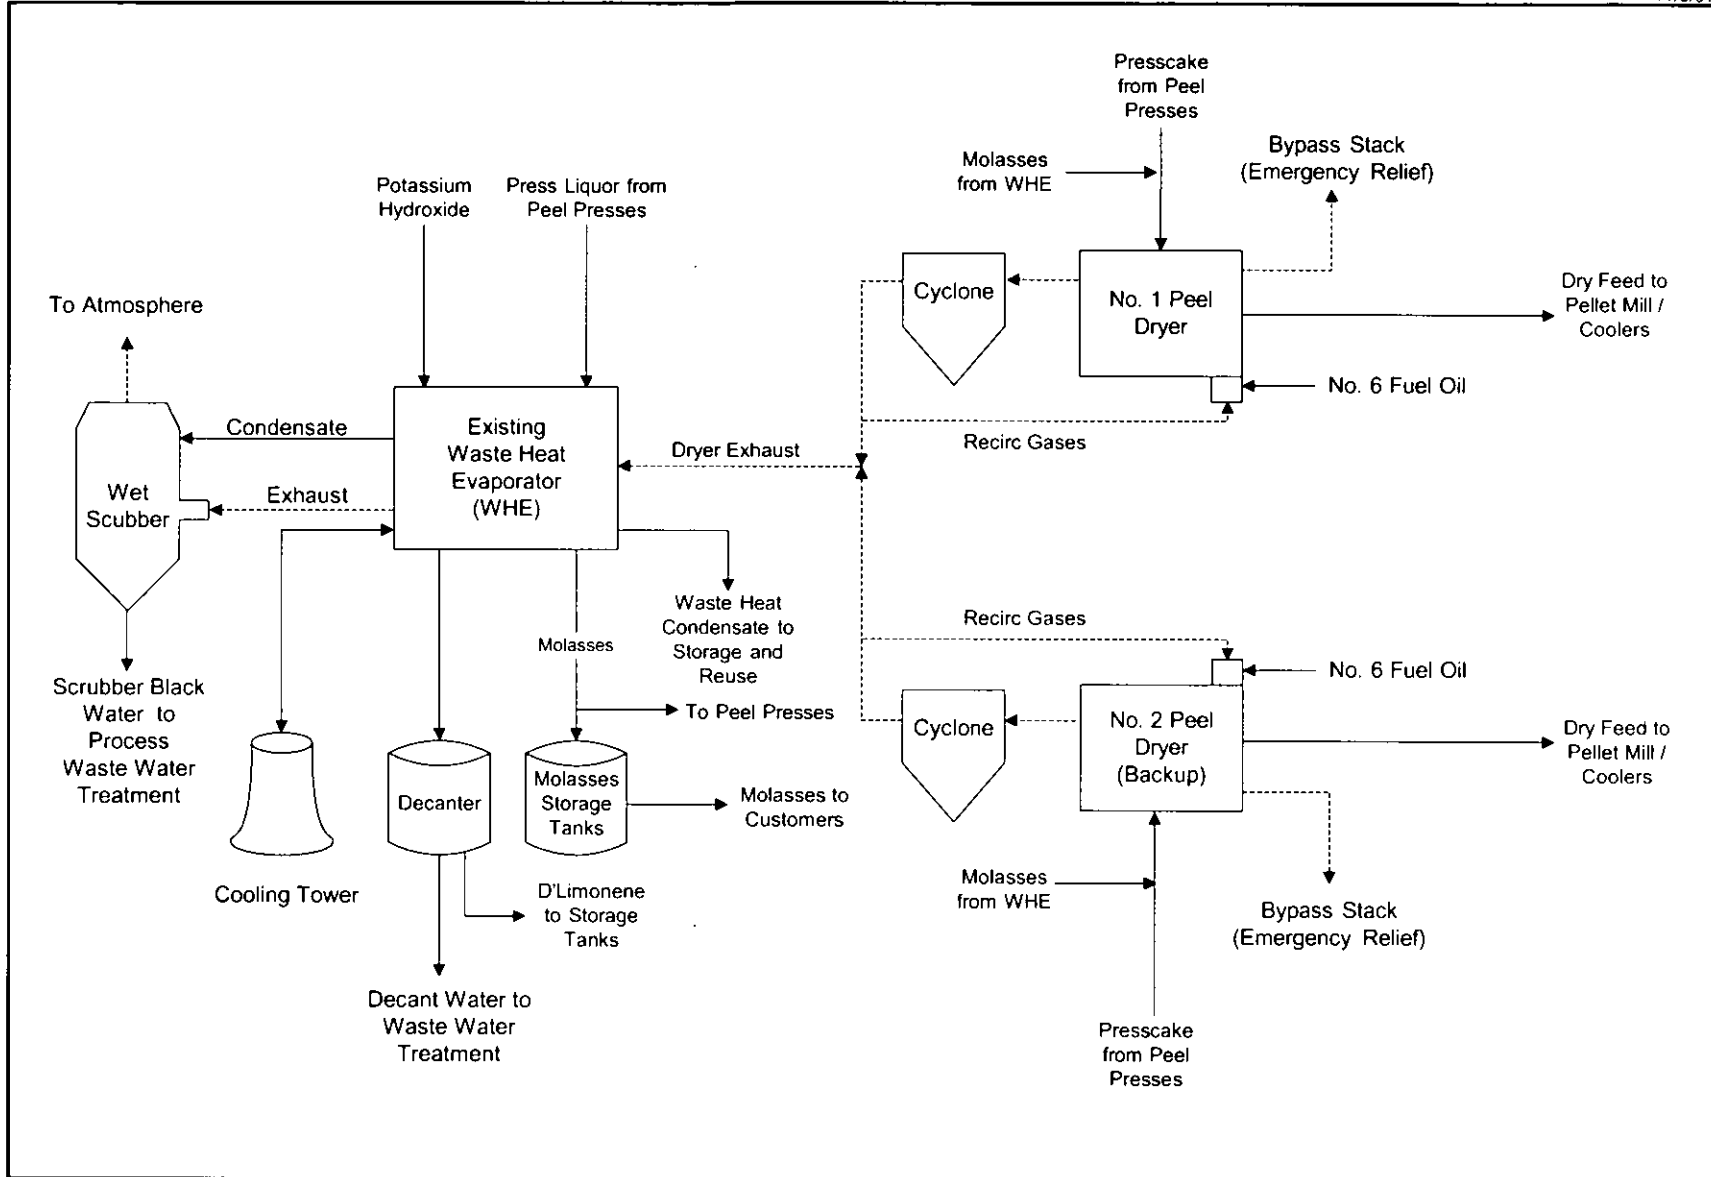 Presscake
from Peel
Presses
Bypass Stack
(Emergency Relief)
Molasses
from WHE
Potassium
Hydroxide
Press Liquor from
Peel Presses
Cyclone
No. 1 Peel
Dryer
Dry Feed to
Pellet Mill /
Coolers
To Atmosphere
No. 6 Fuel Oil
Condensate
Existing
Waste Heat
Evaporator
(WHE)
Dryer Exhaust
Recirc Gases
Wet
Scubber
Exhaust
Waste Heat
Condensate to
Storage and
Reuse
Molasses
Recirc Gases
No. 6 Fuel Oil
Scrubber Black
Water to
Process
Waste Water
Treatment
To Peel Presses
Cyclone
No. 2 Peel
Dryer
(Backup)
Dry Feed to
Pellet Mill /
Coolers
Decanter
Molasses
Storage
Tanks
Molasses to
Customers
Cooling Tower
D'Limonene
to Storage
Tanks
Molasses
from WHE
Bypass Stack
(Emergency Relief)
Decant Water to
Waste Water
Treatment
Presscake
from Peel
Presses